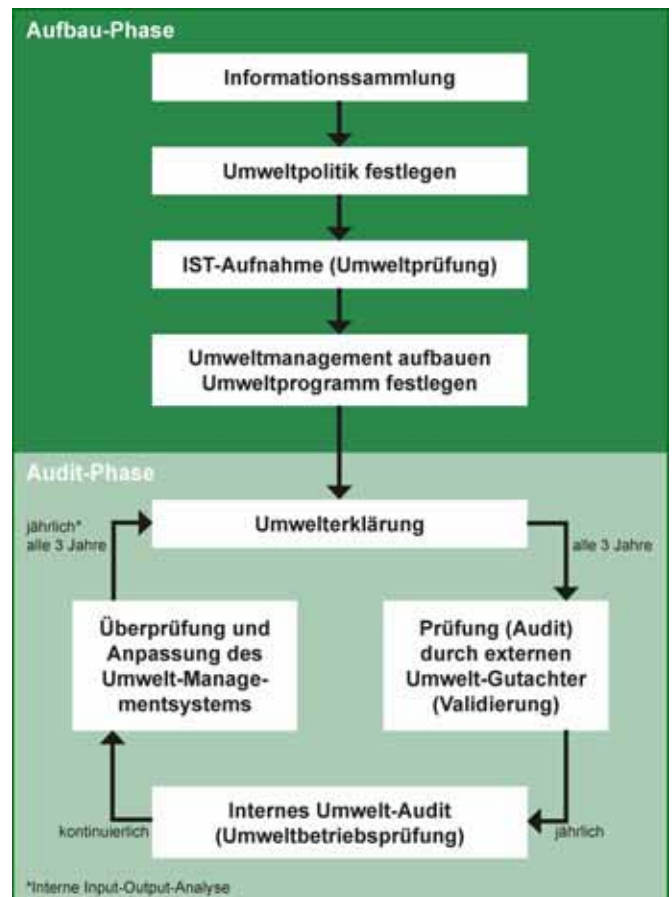 Aufbau-Phase
Informationssammlung
Umweltpolitik festlegen
IST-Aufnahme (Umweltprüfung)
Umweltmanagement aufbauen
Umweltprogramm festlegen
Audit-Phase
Umwelterklärung
jährlich*
alle 3 Jahre
alle 3 Jahre
Überprüfung und
Anpassung des
Umwelt-Manage-
mentsystems
Prüfung (Audit)
durch externen
Umwelt-Gutachter
(Validierung)
Internes Umwelt-Audit
(Umweltbetriebsprüfung)
kontinuierlich
jährlich
*Interne Input-Output-Analyse